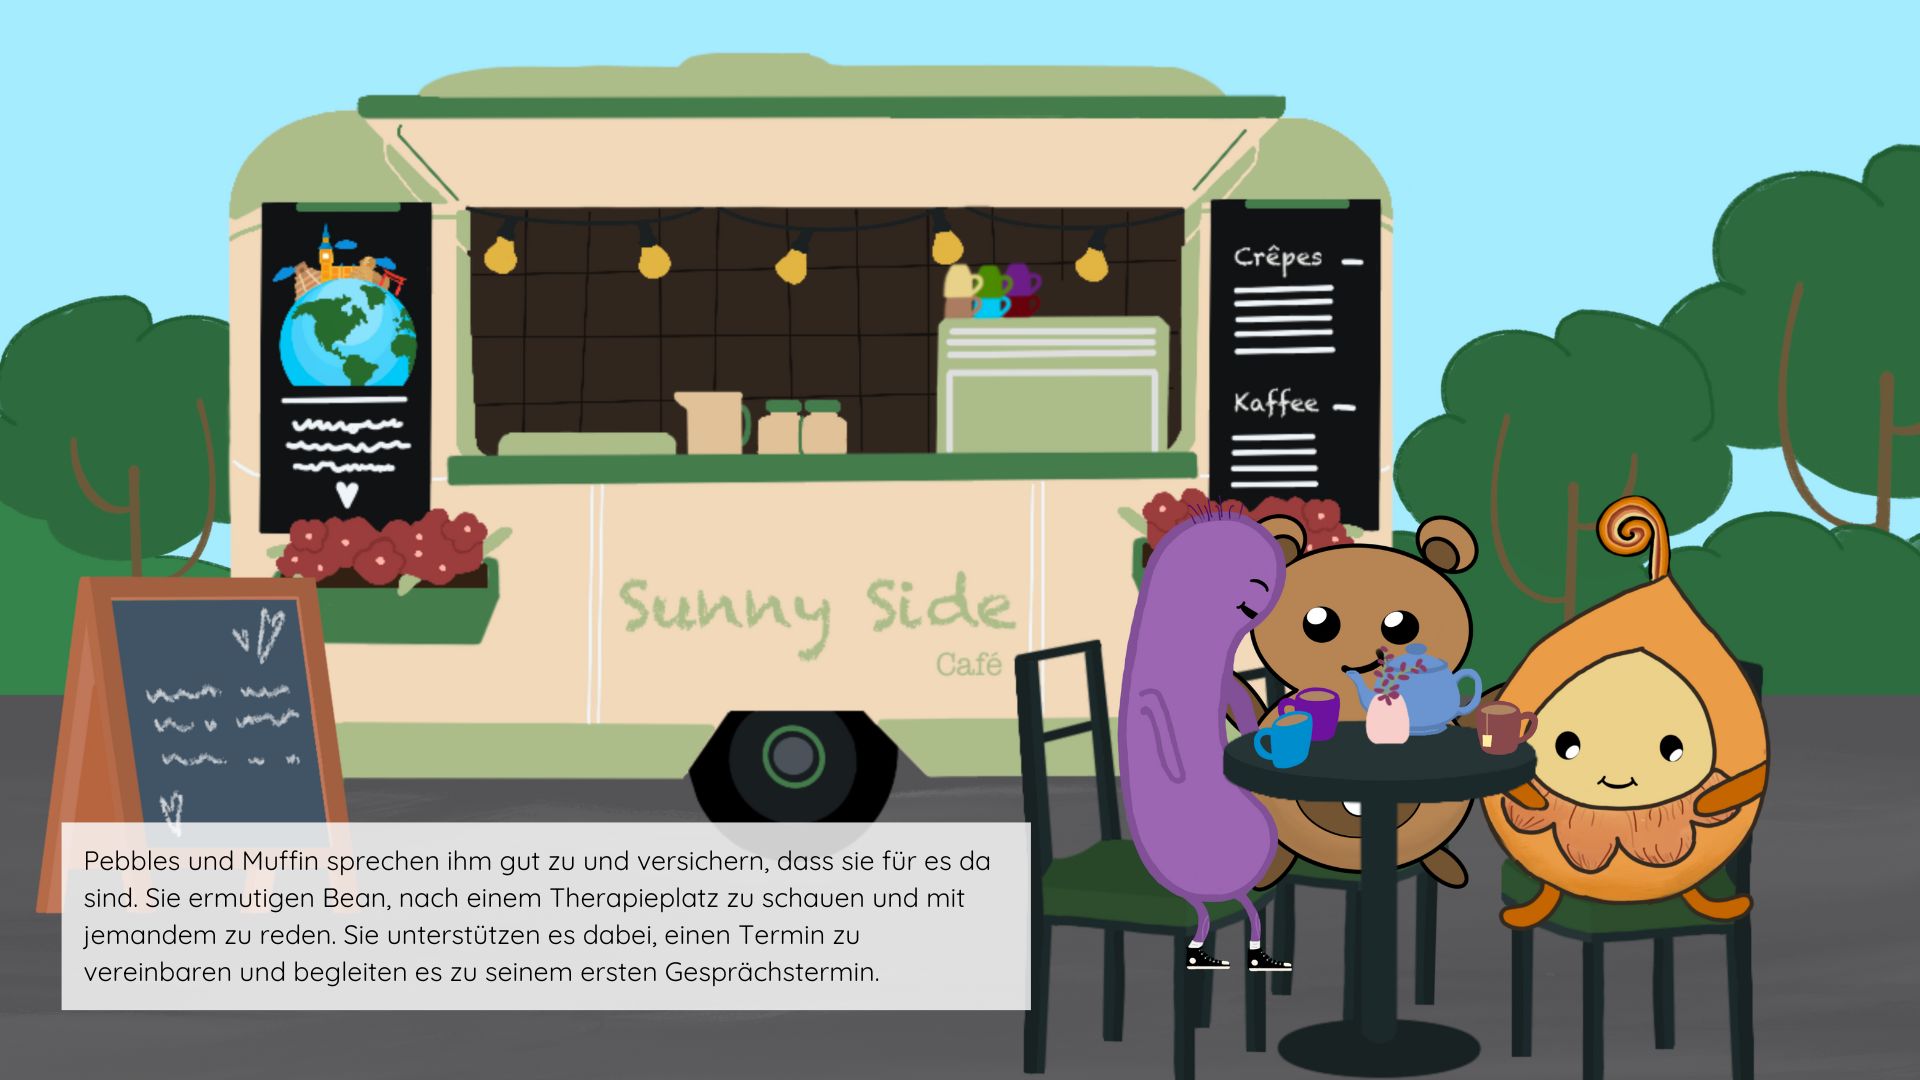 Crêpes
Kaffee
Sunny Side
Café
Pebbles und Muffin sprechen ihm gut zu und versichern, dass sie für es da
sind. Sie ermutigen Bean, nach einem Therapieplatz zu schauen und mit
jemandem zu reden. Sie unterstützen es dabei, einen Termin zu
vereinbaren und begleiten es zu seinem ersten Gesprächstermin.